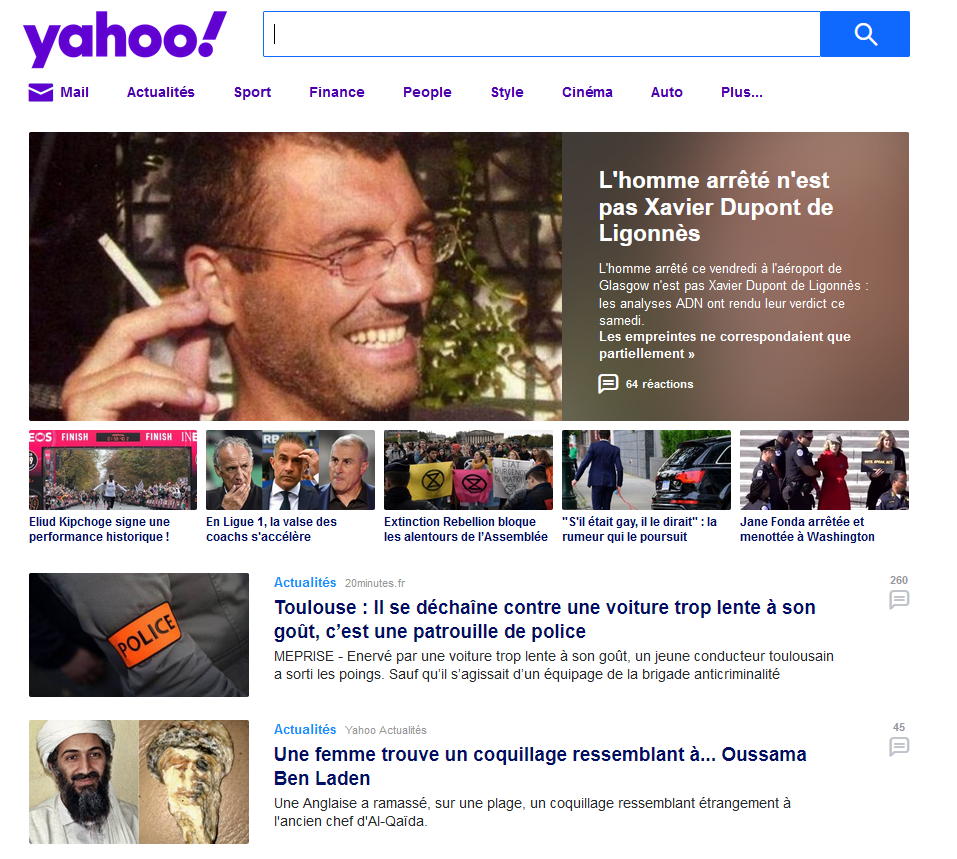 yahoo!
Mail Actualités Sport Finance People Style Cinéma Auto Plus...
L'homme arrêté n'est
pas Xavier Dupont de
Ligonnès
L'homme arrêté ce vendredi à l'aéroport de
Glasgow n'est pas Xavier Dupont de Ligonnès :
les analyses ADN ont rendu leur verdict ce
samedi.
Les empreintes ne correspondaient que
partiellement »
64 réactions
EOS FINISH FINISH INE
RB
ÉTAT
D'URGENCE
CLIMATIQUE
Eliud Kipchoge signe une
performance historique !
En Ligue 1, la valse des
coachs s'accélère
Extinction Rebellion bloque
les alentours de l'Assemblée
"S'il était gay, il le dirait" : la
rumeur qui le poursuit
Jane Fonda arrêtée et
menottée à Washington
POLICE
Actualités 20minutes.fr
260
Toulouse : Il se déchaîne contre une voiture trop lente à son
goût, c’est une patrouille de police
MEPRISE - Enervé par une voiture trop lente à son goût, un jeune conducteur toulousain
a sorti les poings. Sauf qu’il s’agissait d’un équipage de la brigade anticriminalité
Actualités Yahoo Actualités
45
Une femme trouve un coquillage ressemblant à... Oussama
Ben Laden
Une Anglaise a ramassé, sur une plage, un coquillage ressemblant étrangement à
l'ancien chef d'Al-Qaïda.